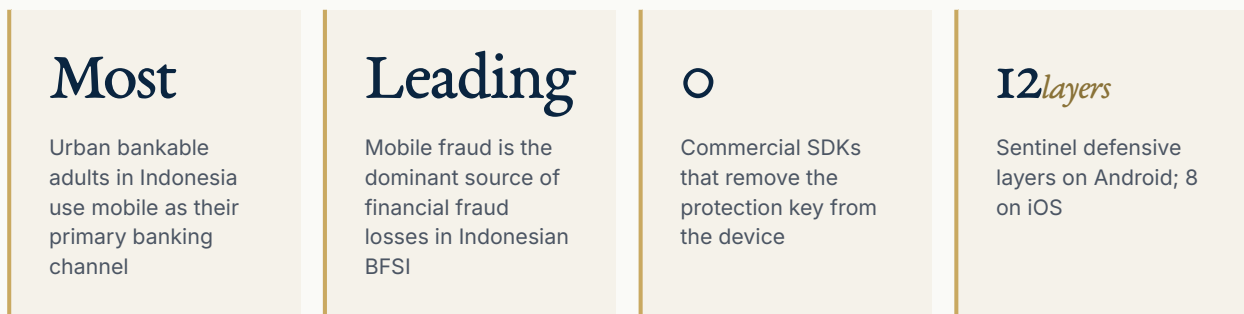 Most
Urban bankable
adults in Indonesia
use mobile as their
primary banking
channel
Leading
Mobile fraud is the
dominant source of
financial fraud
losses in Indonesian
BFSI
0
Commercial SDKs
that remove the
protection key from
the device
12layers
Sentinel defensive
layers on Android; 8
on iOS